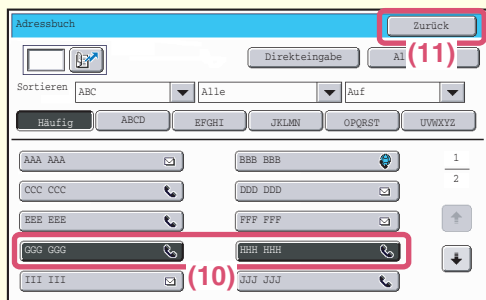 Adressbuch
Zurück
(11)
Direkteingabe
Al
Sortieren
ABC
Alle
Auf
Häufig
ABCD
EFGHI
JKLMN
OPQRST
UVWXYZ
AAA AAA
BBB BBB
1
2
CCC CCC
DDD DDD
EEE EEE
FFF FFF
GGG GGG
HHH HHH
(10)
III III
JJJ JJJ